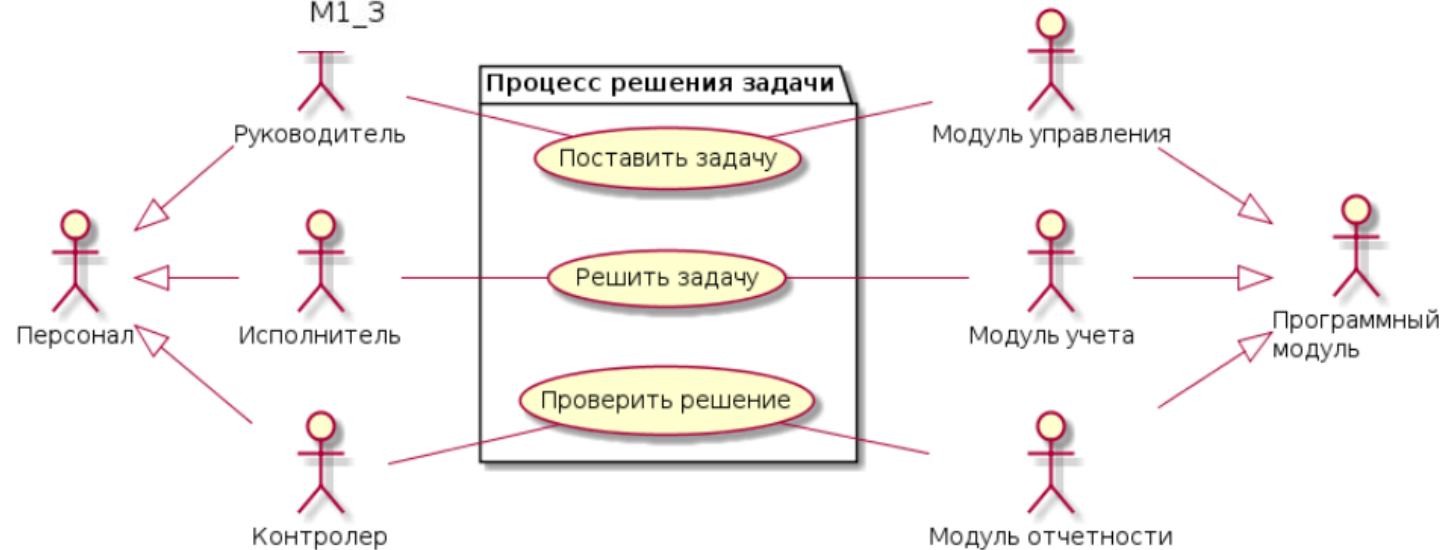 М1_3
Процесс решения задачи
Руководитель
Поставить задачу
Модуль управления
Персонал
Исполнитель
Решить задачу
Модуль учета
Программный
модуль
Проверить решение
Контролер
Модуль отчетности